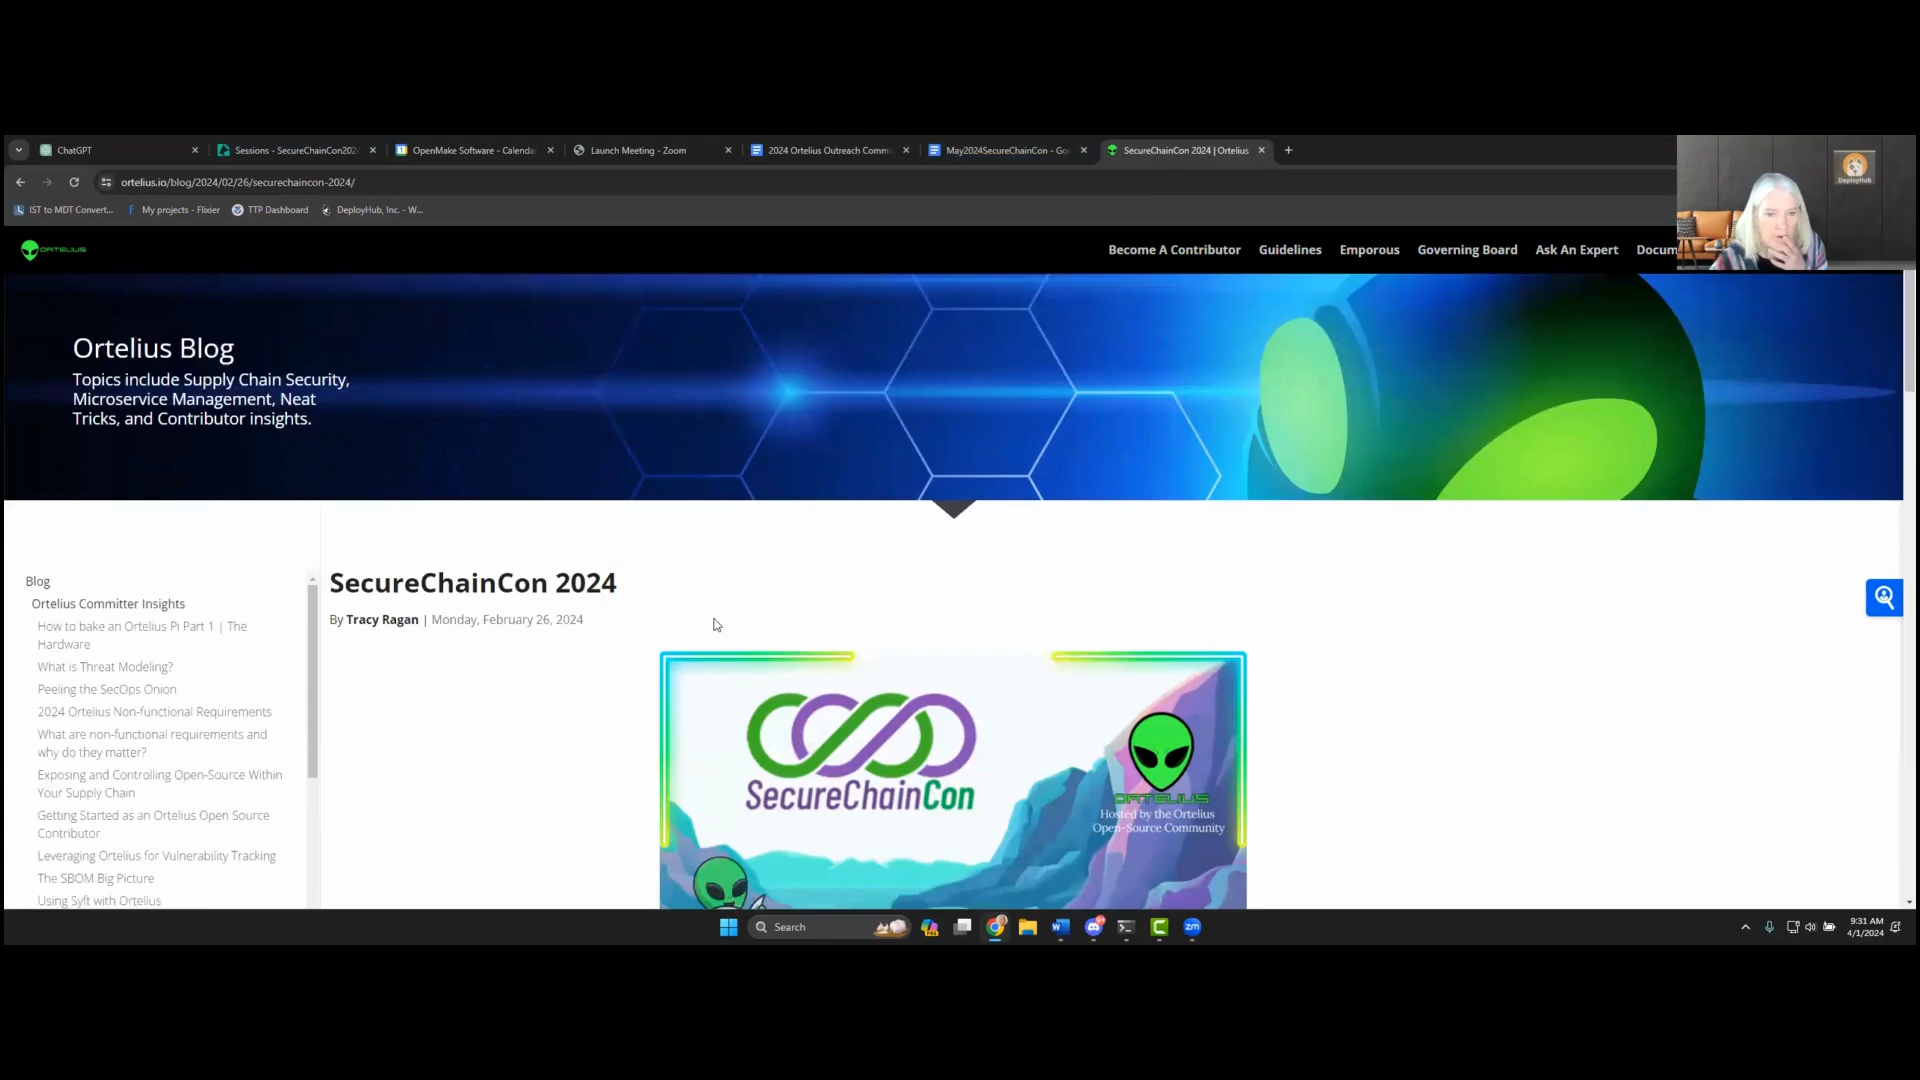 ChatGPT
Sessions - SecureChainCon202
OpenMake Software - Calenda
Launch Meeting - Zoom
2024 Ortelius Outreach Commi
May2024SecureChainCon - Go
SecureChainCon 2024 | Ortelius
ortelius.io/blog/2024/02/26/securechaincon-2024/
IST to MDT Convert...
My projects - Flixier
TTP Dashboard
DeployHub, Inc. - W...
DeployHub
ORTELIUS
Become A Contributor
Guidelines
Emporous
Governing Board
Ask An Expert
Docum
Ortelius Blog
Topics include Supply Chain Security,
Microservice Management, Neat
Tricks, and Contributor insights.
Blog
Ortelius Committer Insights
How to bake an Ortelius Pi Part 1 | The
Hardware
What is Threat Modeling?
Peeling the SecOps Onion
2024 Ortelius Non-functional Requirements
What are non-functional requirements and
why do they matter?
Exposing and Controlling Open-Source Within
Your Supply Chain
Getting Started as an Ortelius Open Source
Contributor
Leveraging Ortelius for Vulnerability Tracking
The SBOM Big Picture
Using Syft with Ortelius
SecureChainCon 2024
By Tracy Ragan | Monday, February 26, 2024
SecureChainCon
ORTELIUS
Hosted by the Ortelius
Open-Source Community
Search
zm
9:31 AM
4/1/2024